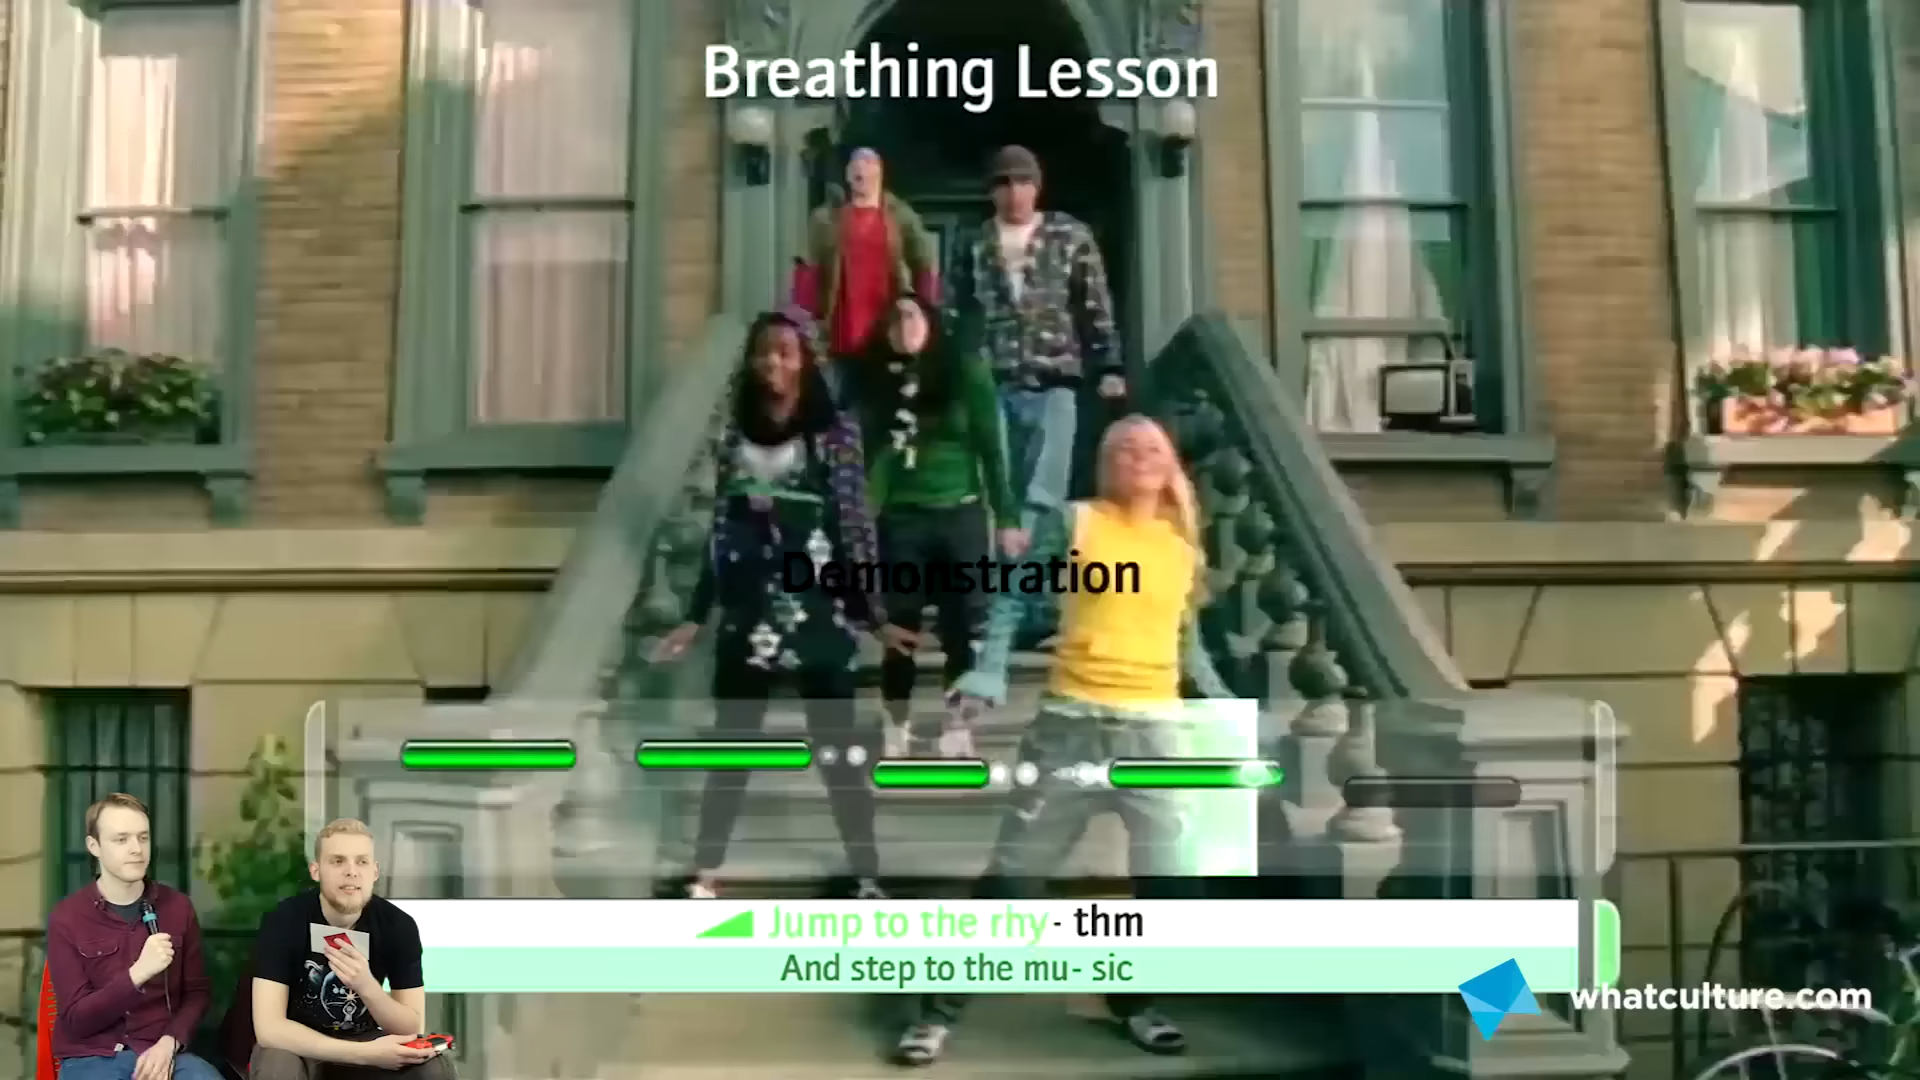 Breathing Lesson
Demonstration
Jump to the rhy- thm
And step to the mu- sic
whatculture.com